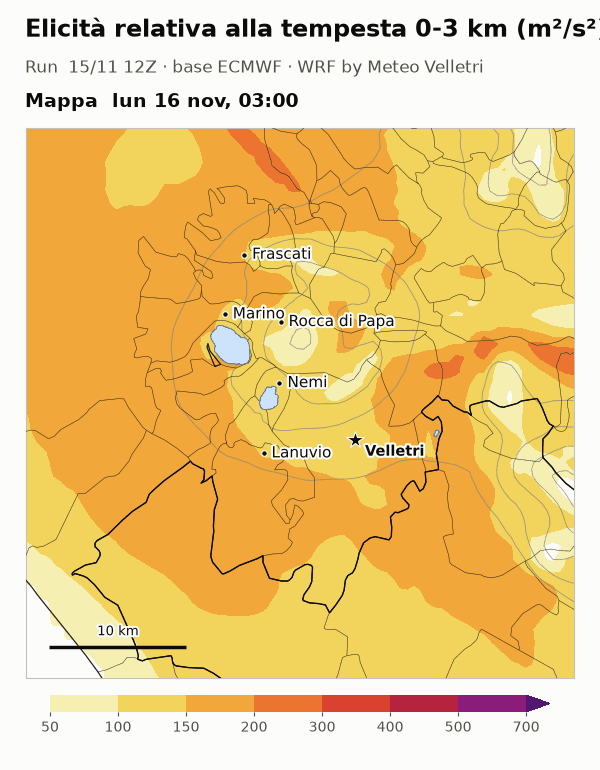 Elicità relativa alla tempesta 0-3 km (m²/s²)
Run  15/11 12Z · base ECMWF · WRF by Meteo Velletri
Mappa  lun 16 nov, 03:00
Frascati
Marino
Rocca di Papa
Nemi
Lanuvio
Velletri
10 km
50 100 150 200 300 400 500 700